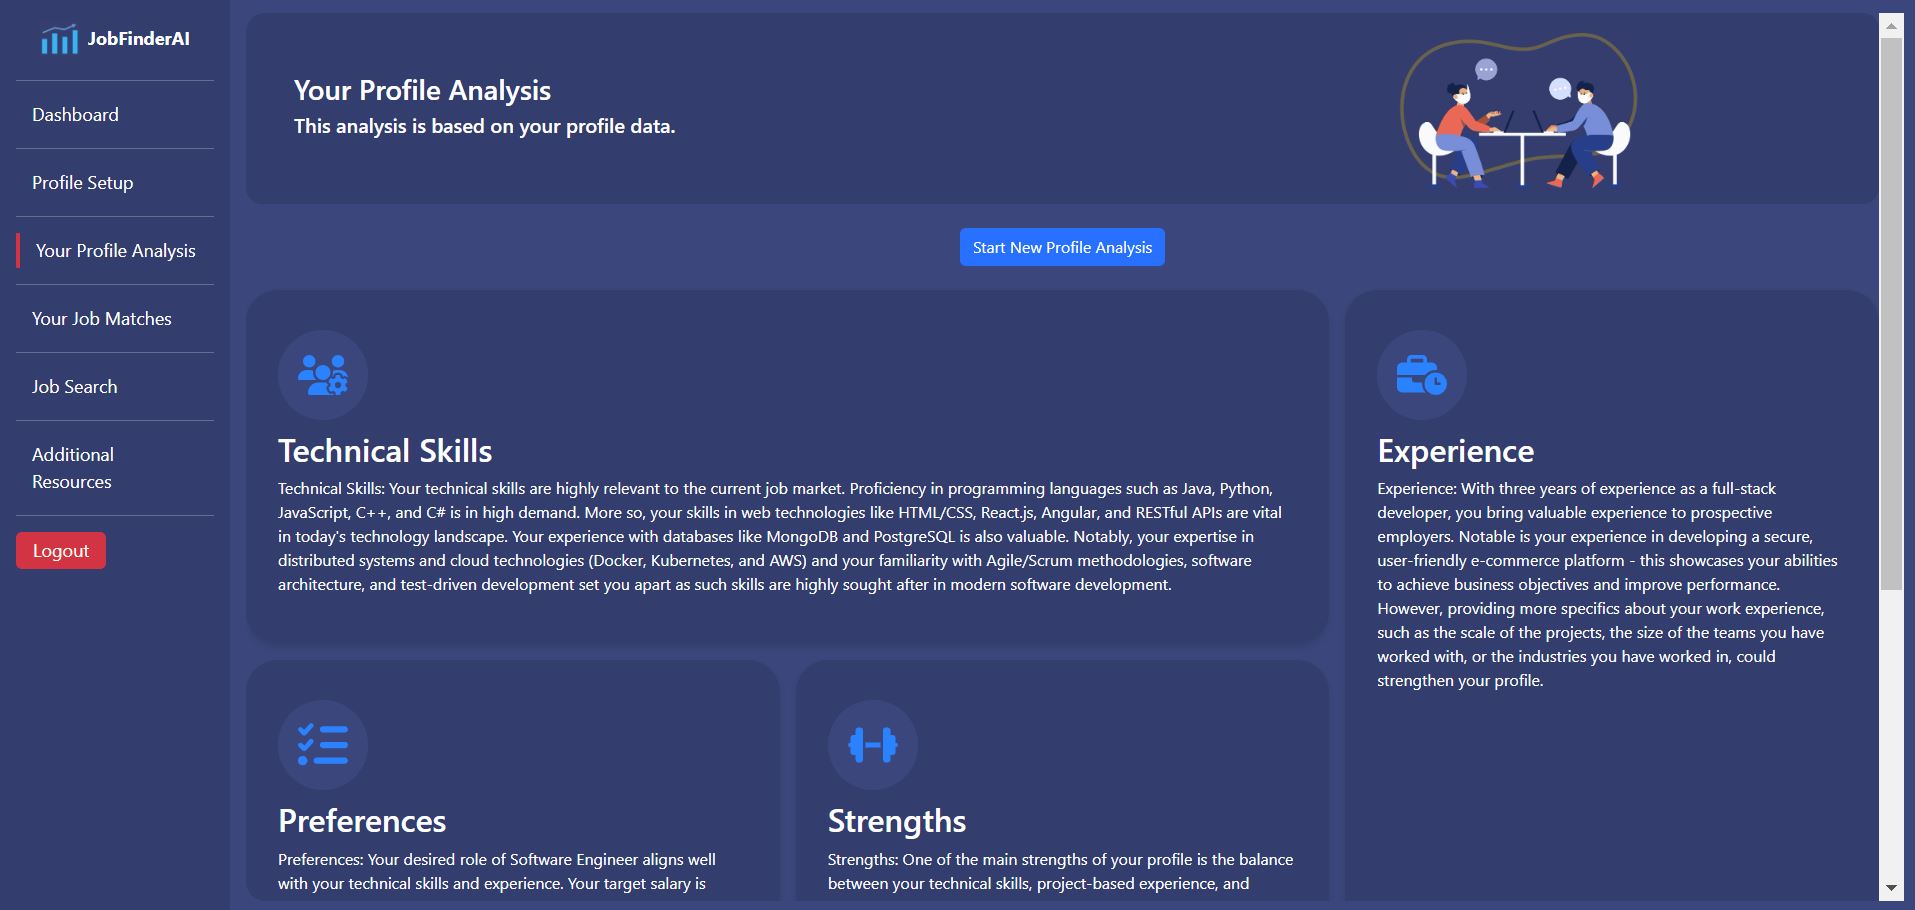 JobFinderAI
Dashboard
Profile Setup
Your Profile Analysis
Your Job Matches
Job Search
Additional
Resources
Logout
Your Profile Analysis
This analysis is based on your profile data.
Start New Profile Analysis
Technical Skills
Technical Skills: Your technical skills are highly relevant to the current job market. Proficiency in programming languages such as Java, Python,
JavaScript, C++, and C# is in high demand. More so, your skills in web technologies like HTML/CSS, React.js, Angular, and RESTful APIs are vital
in today's technology landscape. Your experience with databases like MongoDB and PostgreSQL is also valuable. Notably, your expertise in
distributed systems and cloud technologies (Docker, Kubernetes, and AWS) and your familiarity with Agile/Scrum methodologies, software
architecture, and test-driven development set you apart as such skills are highly sought after in modern software development.
Experience
Experience: With three years of experience as a full-stack
developer, you bring valuable experience to prospective
employers. Notable is your experience in developing a secure,
user-friendly e-commerce platform - this showcases your abilities
to achieve business objectives and improve performance.
However, providing more specifics about your work experience,
such as the scale of the projects, the size of the teams you have
worked with, or the industries you have worked in, could
strengthen your profile.
Preferences
Preferences: Your desired role of Software Engineer aligns well
with your technical skills and experience. Your target salary is
Strengths
Strengths: One of the main strengths of your profile is the balance
between your technical skills, project-based experience, and